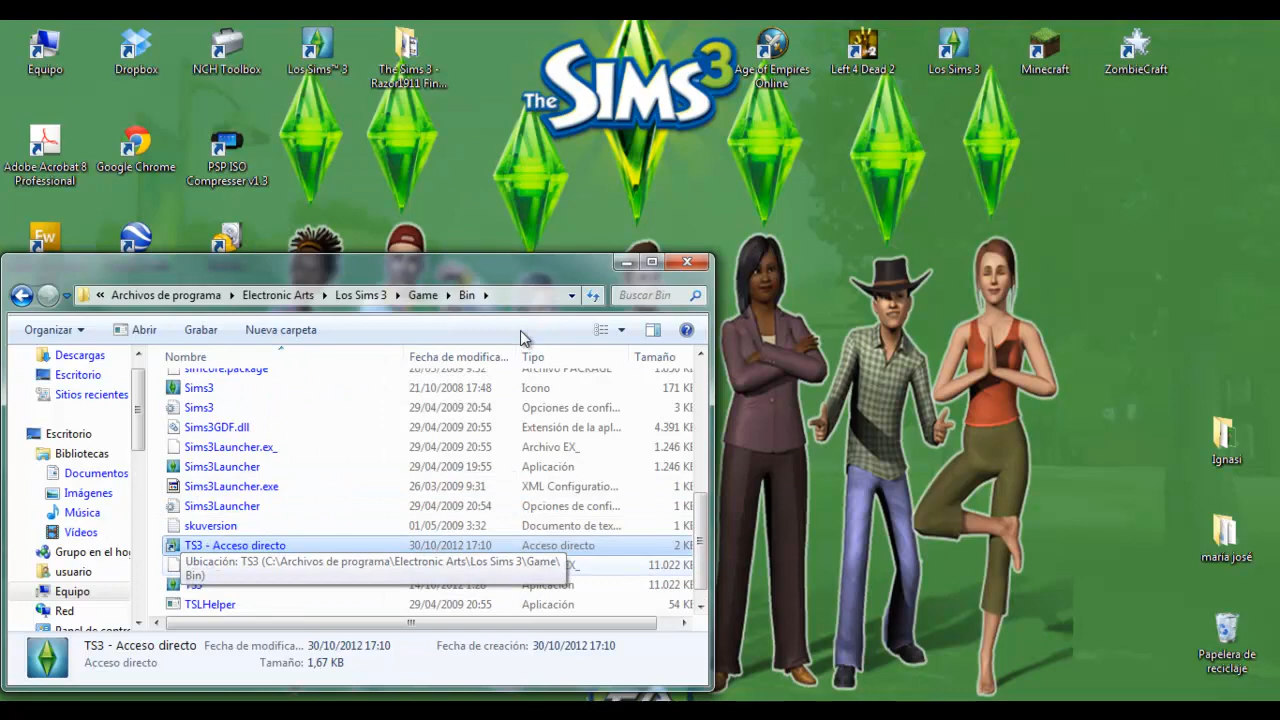 Equipo
Dropbox
NCH Toolbox
Los Sims™ 3
The Sims 3 -
Razor1911 Fin...
THE SIMS 3
Age of Empires
Online
Left 4 Dead 2
Los Sims 3
Minecraft
ZombieCraft
Adobe Acrobat 8
Professional
Google Chrome
PSP ISO
Compresser v1.3
« Archivos de programa Electronic Arts Los Sims 3 Game Bin
Buscar Bin
Organizar Abrir Grabar Nueva carpeta
Nombre Fecha de modifica... Tipo Tamaño
Descargas
Escritorio
Sitios recientes
Escritorio
Bibliotecas
Documentos
Imágenes
Música
Vídeos
Grupo en el ho
usuario
Equipo
Red
Panel de contr
simcore.package 9:32 Archivo PACKAGE
Sims3 21/10/2008 17:48 Icono 171 KB
Sims3 29/04/2009 20:54 Opciones de confi... 3 KB
Sims3GDF.dll 29/04/2009 20:55 Extensión de la apl... 4.391 KB
Sims3Launcher.ex_ 29/04/2009 20:55 Archivo EX_ 1.246 KB
Sims3Launcher 29/04/2009 19:55 Aplicación 1.246 KB
Sims3Launcher.exe 26/03/2009 9:31 XML Configuratio... 1 KB
Sims3Launcher 29/04/2009 20:54 Opciones de confi... 1 KB
skuversion 01/05/2009 3:32 Documento de tex... 1 KB
TS3 - Acceso directo 30/10/2012 17:10 Acceso directo 2 KB
Ubicación: TS3 (C:\Archivos de programa\Electronic Arts\Los Sims 3\Game\
Bin)
X_ 11.022 KB
TS3 Aplicación 11.022 KB
TSLHelper 29/04/2009 20:55 Aplicación 54 KB
TS3 - Acceso directo Fecha de modifica... 30/10/2012 17:10 Fecha de creación: 30/10/2012 17:10
Acceso directo Tamaño: 1,67 KB
Ignasi
maria josé
Papelera de
reciclaje